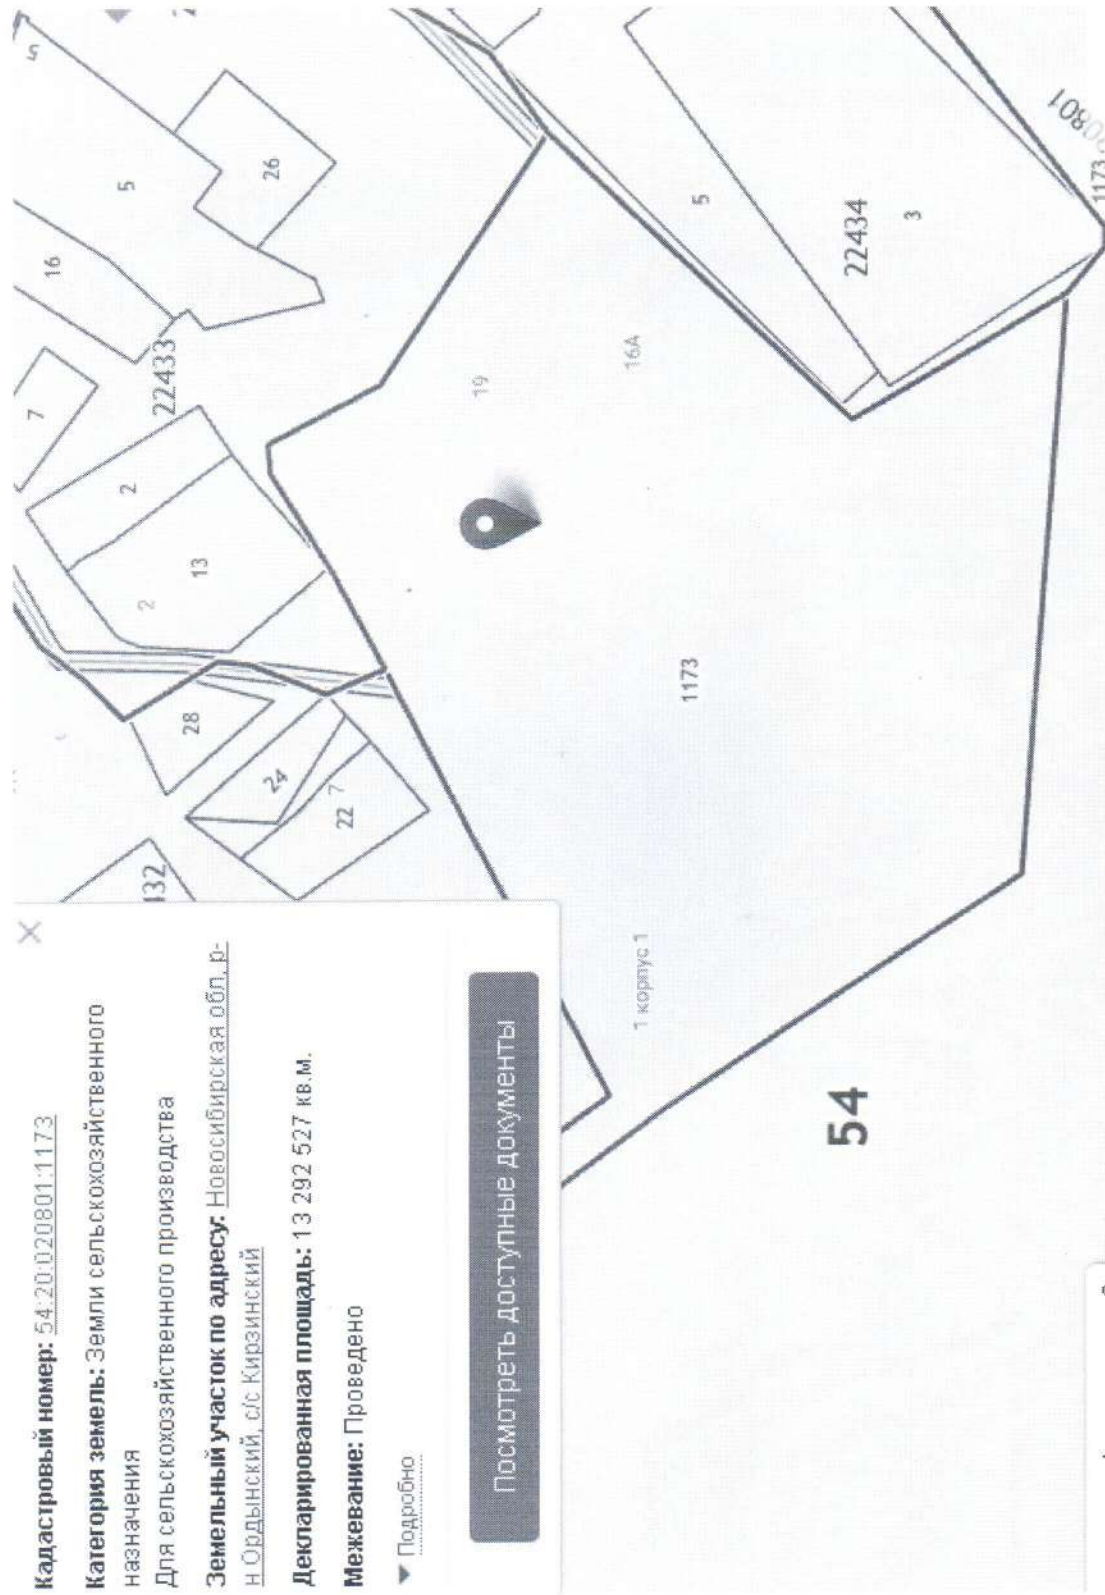 Кадастровый номер: 54:20:020801:1173
Категория земель: Земли сельскохозяйственного
назначения
Для сельскохозяйственного производства
Земельный участок по адресу: Новосибирская обл, р-
н Ордынский, с/с Кирзинский
Декларированная площадь: 13 292 527 кв.м.
Межевание: Проведено
Подробно
Посмотреть доступные документы
132
28
24
7
22
2
13
2
7
22433
16
5
5
26
19
16А
5
22434
3
1173
1 корпус 1
54
1173